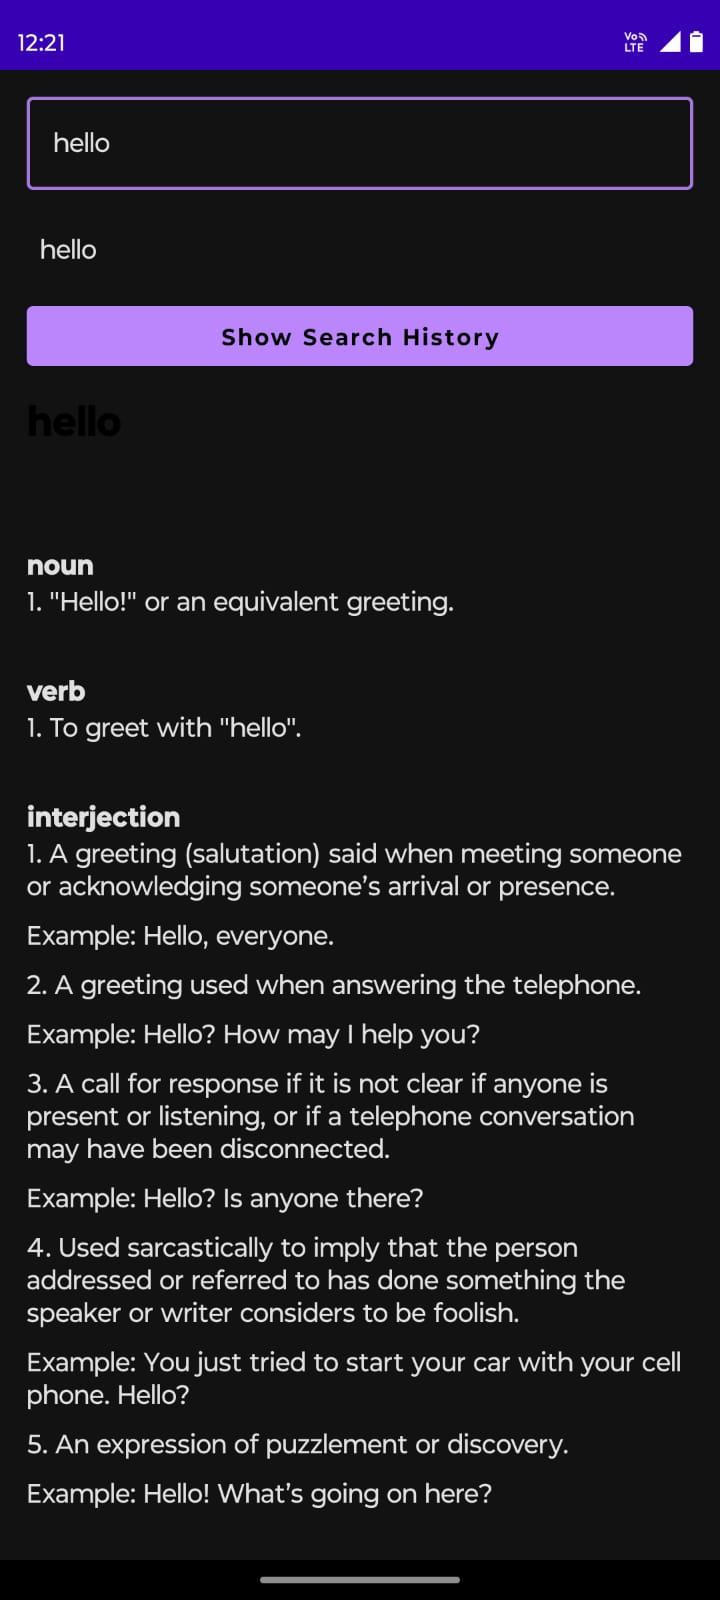 12:21
Vo
LTE
hello
hello
Show Search History
hello
noun
1. "Hello!" or an equivalent greeting.
verb
1. To greet with "hello".
interjection
1. A greeting (salutation) said when meeting someone
or acknowledging someone’s arrival or presence.
Example: Hello, everyone.
2. A greeting used when answering the telephone.
Example: Hello? How may I help you?
3. A call for response if it is not clear if anyone is
present or listening, or if a telephone conversation
may have been disconnected.
Example: Hello? Is anyone there?
4. Used sarcastically to imply that the person
addressed or referred to has done something the
speaker or writer considers to be foolish.
Example: You just tried to start your car with your cell
phone. Hello?
5. An expression of puzzlement or discovery.
Example: Hello! What’s going on here?